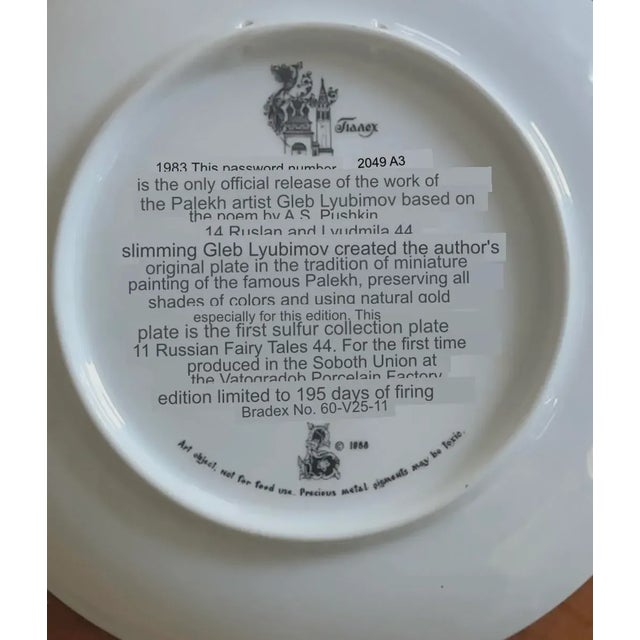 Палех
1983 This password number 2049 A3
is the only official release of the work of
the Palekh artist Gleb Lyubimov based on
the poem by A.S. Pushkin
14 Ruslan and Lyudmila 44
slimming Gleb Lyubimov created the author's
original plate in the tradition of miniature
painting of the famous Palekh, preserving all
shades of colors and using natural gold
especially for this edition. This
plate is the first sulfur collection plate
11 Russian Fairy Tales 44. For the first time
produced in the Soboth Union at
the Vatogradoh Porcelain Factory
edition limited to 195 days of firing
Bradex No. 60-V25-11
© 1988
Art object, not for food use. Precious metal pigments may be toxic.